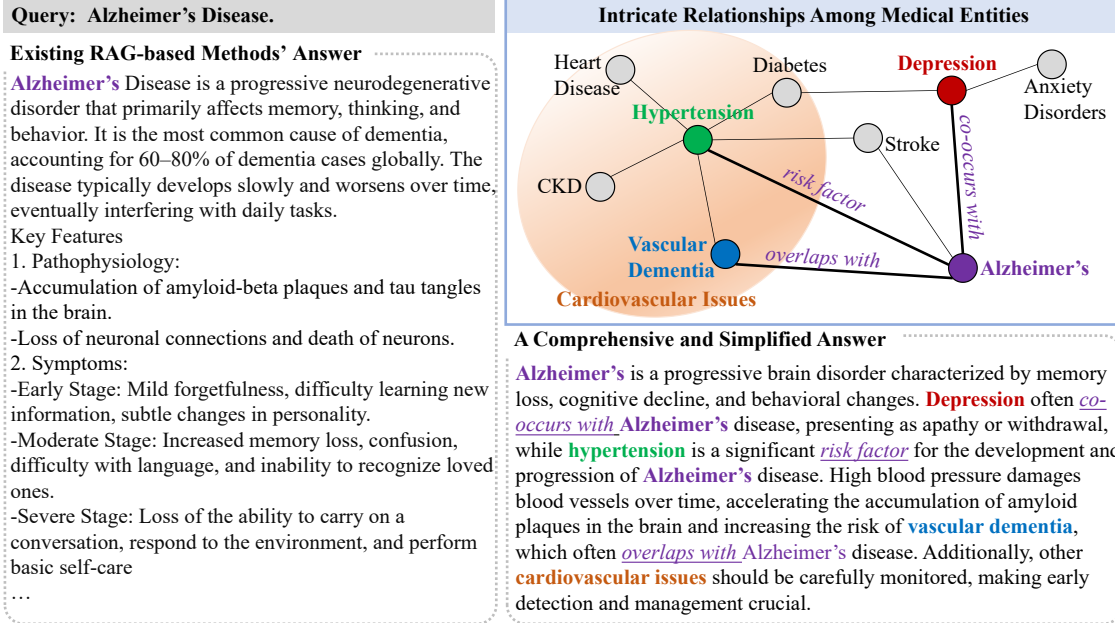 Query: Alzheimer's Disease.
Existing RAG-based Methods' Answer
Alzheimer's Disease is a progressive neurodegenerative
disorder that primarily affects memory, thinking, and
behavior. It is the most common cause of dementia,
accounting for 60–80% of dementia cases globally. The
disease typically develops slowly and worsens over time,
eventually interfering with daily tasks.
Key Features
1. Pathophysiology:
-Accumulation of amyloid-beta plaques and tau tangles
in the brain.
-Loss of neuronal connections and death of neurons.
2. Symptoms:
-Early Stage: Mild forgetfulness, difficulty learning new
information, subtle changes in personality.
-Moderate Stage: Increased memory loss, confusion,
difficulty with language, and inability to recognize loved
ones.
-Severe Stage: Loss of the ability to carry on a
conversation, respond to the environment, and perform
basic self-care
…
Intricate Relationships Among Medical Entities
Heart
Disease
Diabetes
Depression
Anxiety
Disorders
Hypertension
Stroke
co-occurs with
CKD
risk factor
Vascular
Dementia
overlaps with
Alzheimer's
Cardiovascular Issues
A Comprehensive and Simplified Answer
Alzheimer's is a progressive brain disorder characterized by memory
loss, cognitive decline, and behavioral changes. Depression often co-
occurs with Alzheimer's disease, presenting as apathy or withdrawal,
while hypertension is a significant risk factor for the development and
progression of Alzheimer's disease. High blood pressure damages
blood vessels over time, accelerating the accumulation of amyloid
plaques in the brain and increasing the risk of vascular dementia,
which often overlaps with Alzheimer's disease. Additionally, other
cardiovascular issues should be carefully monitored, making early
detection and management crucial.